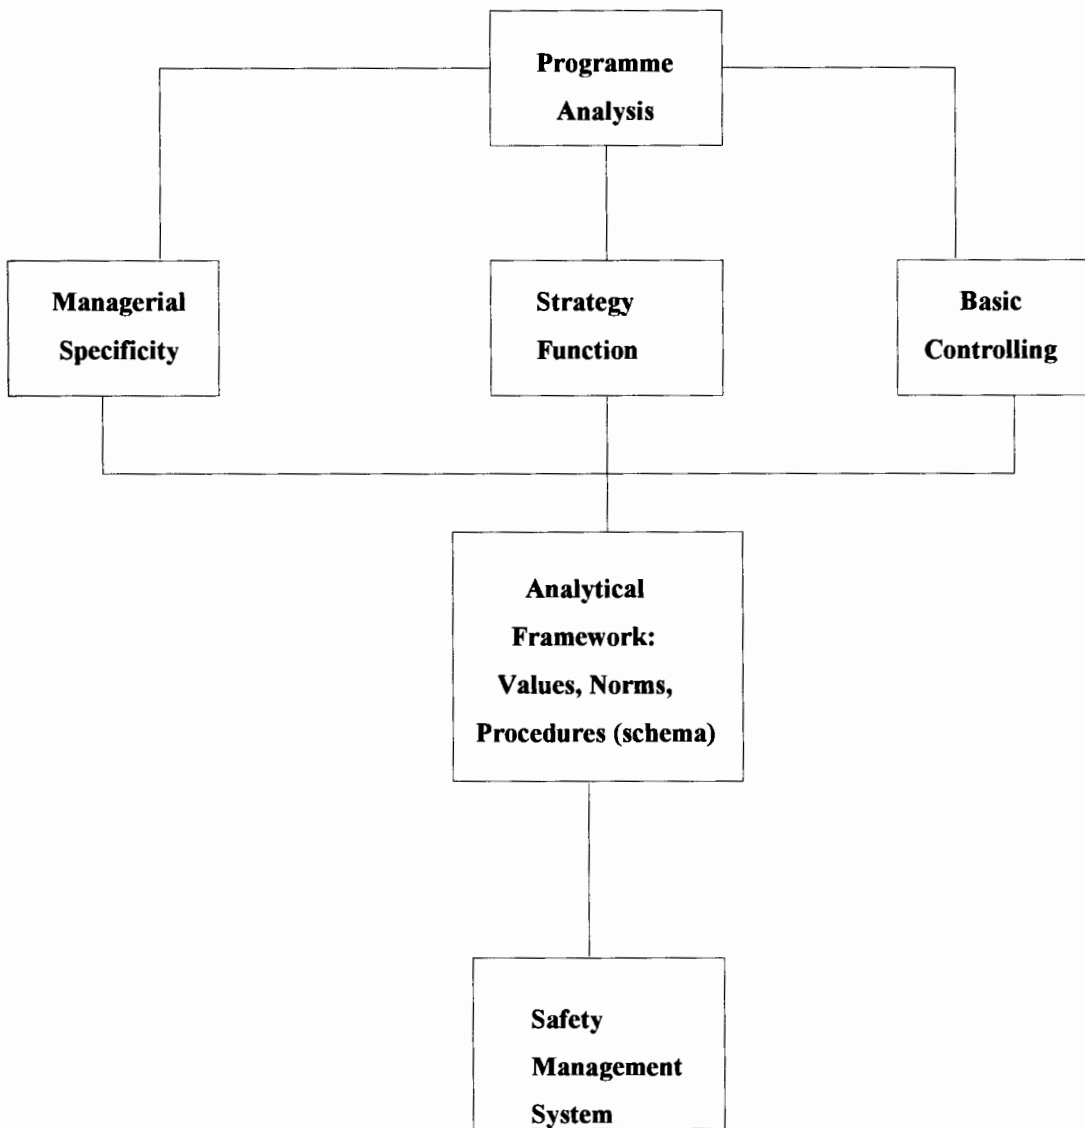 Programme
Analysis
Managerial
Specificity
Strategy
Function
Basic
Controlling
Analytical
Framework:
Values, Norms,
Procedures (schema)
Safety
Management
System